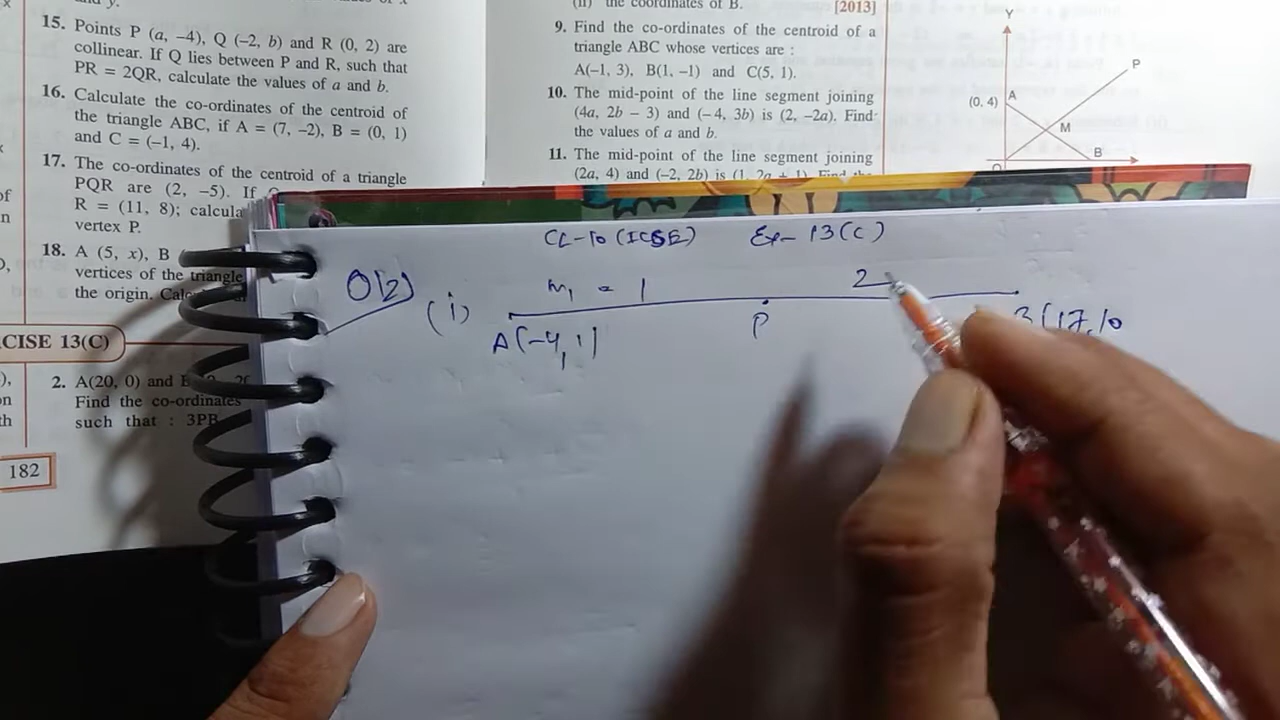 and y.
15. Points P (a, –4), Q (–2, b) and R (0, 2) are
collinear. If Q lies between P and R, such that
PR = 2QR, calculate the values of a and b.
16. Calculate the co-ordinates of the centroid of
the triangle ABC, if A = (7, –2), B = (0, 1)
and C = (–1, 4).
17. The co-ordinates of the centroid of a triangle
PQR are (2, –5). If
R = (11, 8); calcula
vertex P.
18. A (5, x), B
vertices of the triangle
the origin.
CISE 13(C)
2. A(20, 0) and
Find the co-ordinates
such that : 3PB
182
(ii) the coordinates of B.
[2013]
9. Find the co-ordinates of the centroid of a
triangle ABC whose vertices are :
A(–1, 3), B(1, –1) and C(5, 1).
10. The mid-point of the line segment joining
(4a, 2b – 3) and (–4, 3b) is (2, –2a). Find
the values of a and b.
11. The mid-point of the line segment joining
(2a, 4) and (–2, 2b) is (1, 2a + 1). Find the
Y
P
(0, 4) A
M
B
CL-10 (ICSE) Ex- 13(C)
Q(2)
(i) m₁ = 1 2
A(-4, 1) P B(17,10